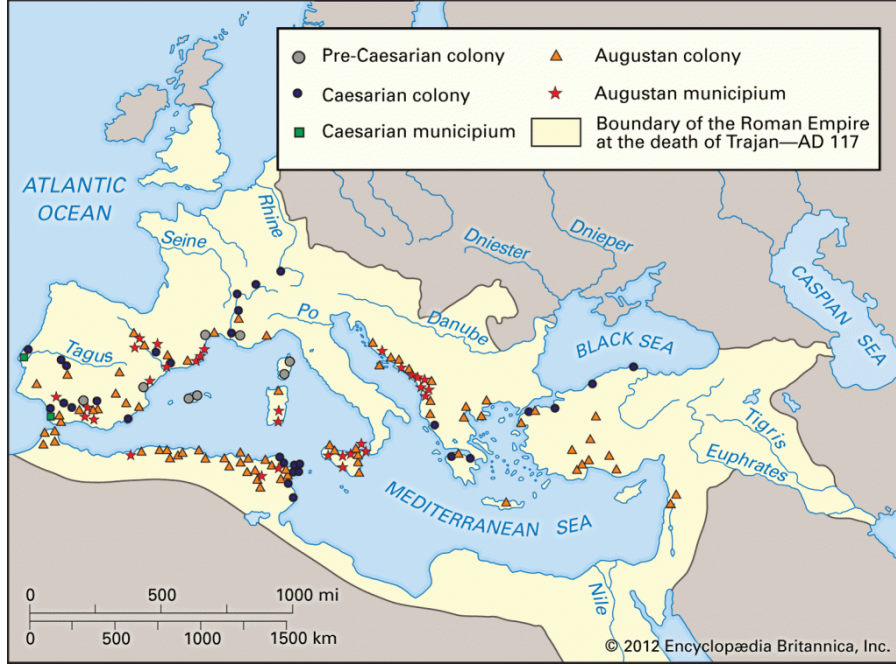 Pre-Caesarian colony
Caesarian colony
Caesarian municipium
Augustan colony
Augustan municipium
Boundary of the Roman Empire
at the death of Trajan—AD 117
ATLANTIC
OCEAN
Rhine
Seine
Dniester
Dnieper
CASPIAN SEA
Po
Danube
BLACK SEA
Tagus
Tigris
Euphrates
MEDITERRANEAN SEA
Nile
0 500 1000 mi
0 500 1000 1500 km
© 2012 Encyclopædia Britannica, Inc.